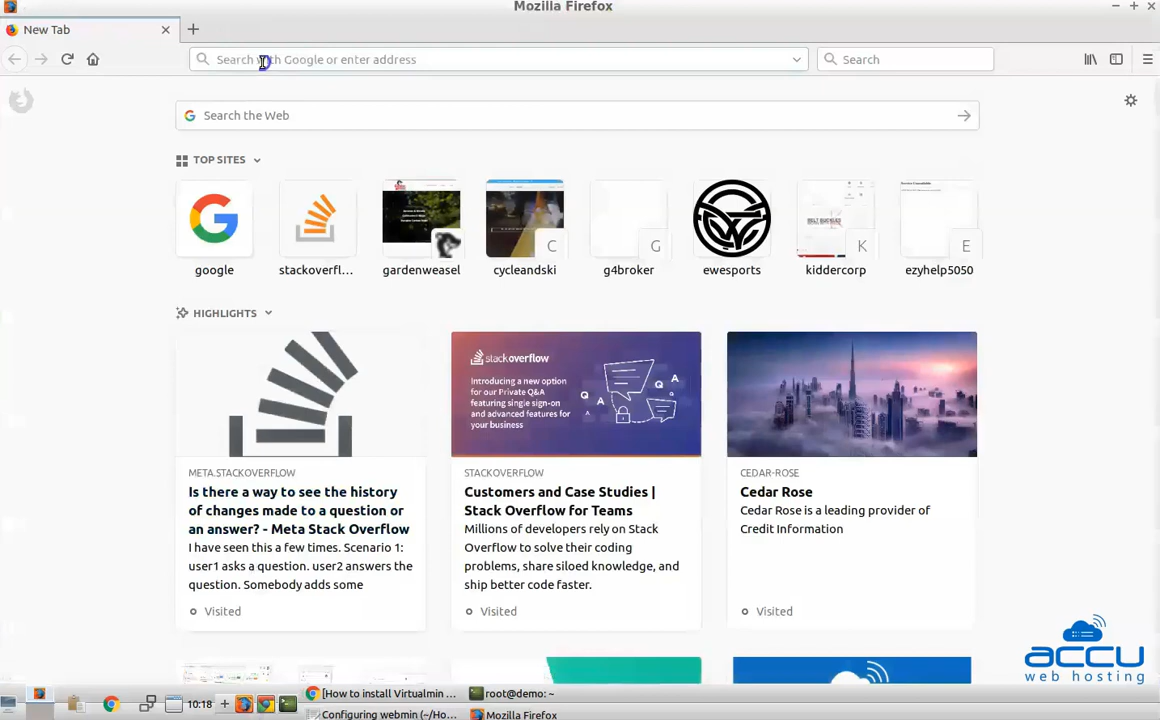 Mozilla Firefox
New Tab
Search with Google or enter address
Search
Search the Web
TOP SITES
google
stackoverfl...
gardenweasel
C
cycleandski
G
g4broker
ewesports
K
kiddercorp
E
ezyhelp5050
HIGHLIGHTS
META.STACKOVERFLOW
Is there a way to see the history
of changes made to a question or
an answer? - Meta Stack Overflow
I have seen this a few times. Scenario 1:
user1 asks a question. user2 answers the
question. Somebody adds some
Visited
stackoverflow
Introducing a new option
for our Private Q&A
featuring single sign-on
and advanced features for
your business
Q
A
Q
A
STACKOVERFLOW
Customers and Case Studies |
Stack Overflow for Teams
Millions of developers rely on Stack
Overflow to solve their coding
problems, share siloed knowledge, and
ship better code faster.
Visited
CEDAR-ROSE
Cedar Rose
Cedar Rose is a leading provider of
Credit Information
Visited
accu
web hosting
10:18
[How to install Virtualmin ...
root@demo: ~
Configuring webmin (~/Ho...
Mozilla Firefox